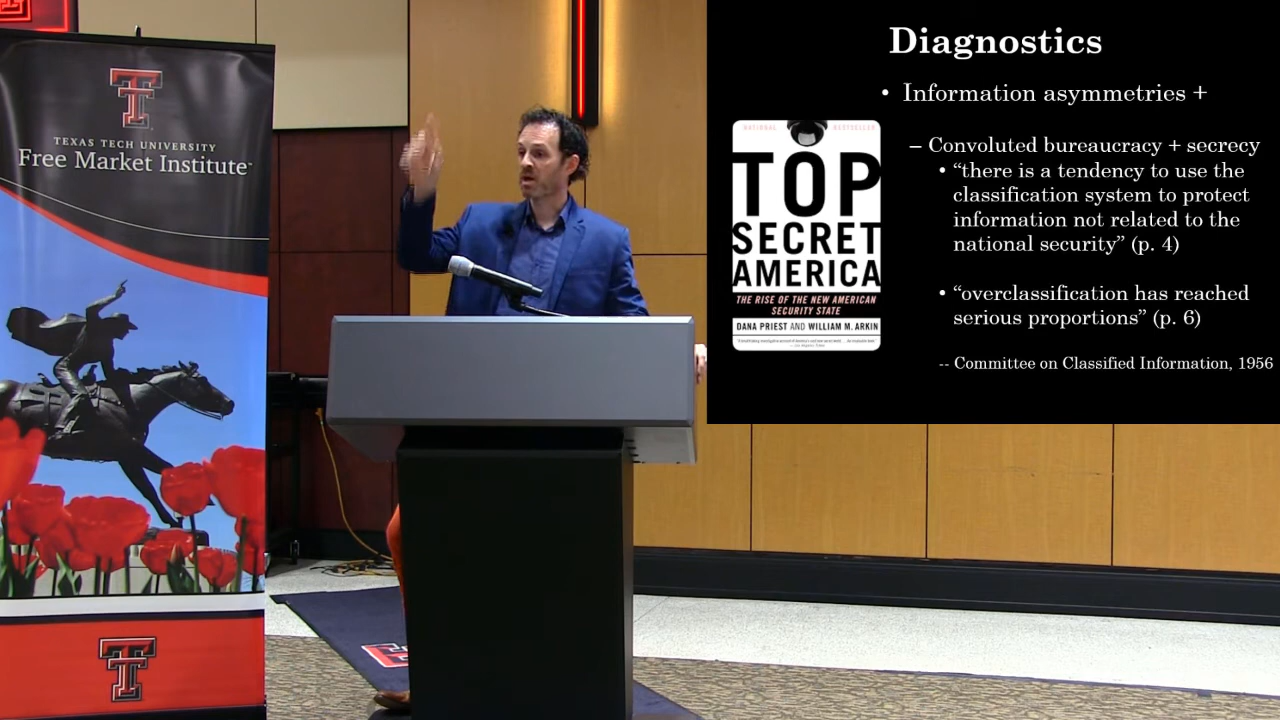 TEXAS TECH UNIVERSITY
Free Market Institute
Diagnostics
• Information asymmetries +
– Convoluted bureaucracy + secrecy
• “there is a tendency to use the
classification system to protect
information not related to the
national security” (p. 4)
• “overclassification has reached
serious proportions” (p. 6)
-- Committee on Classified Information, 1956
NATIONAL BESTSELLER
TOP
SECRET
AMERICA
THE RISE OF THE NEW AMERICAN
SECURITY STATE
DANA PRIEST AND WILLIAM M. ARKIN